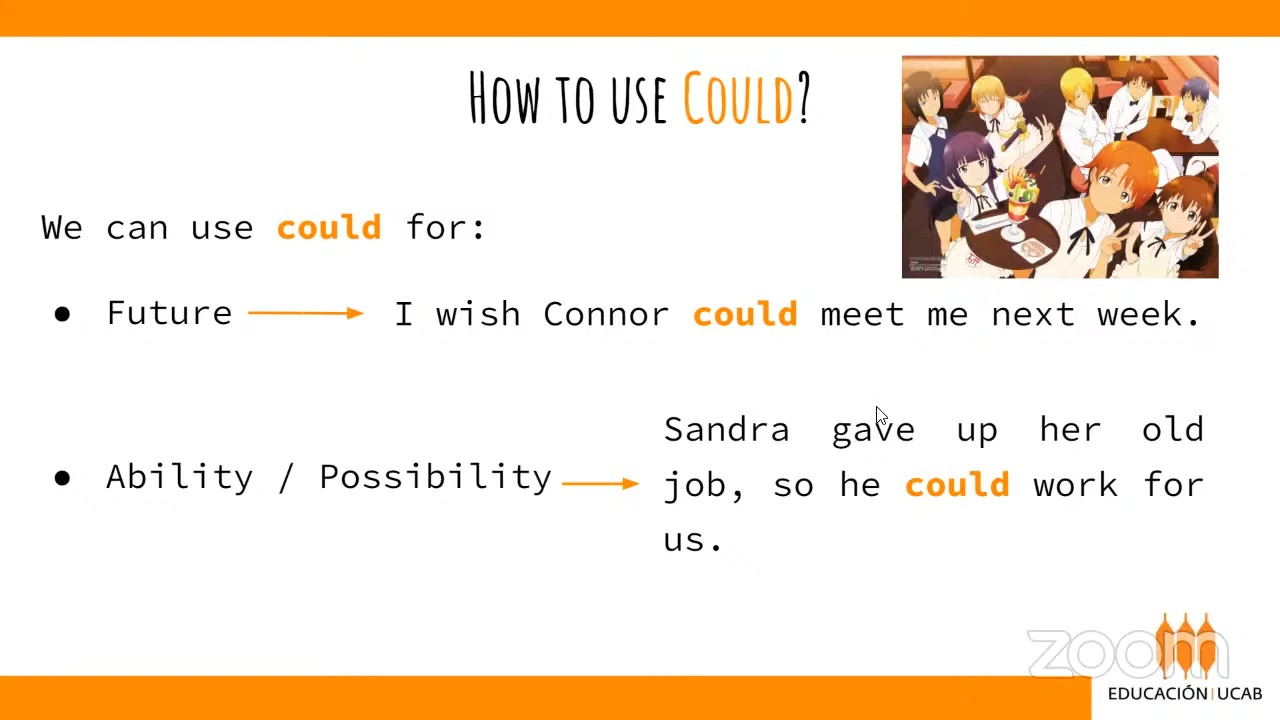 How to use Could?
We can use could for:
● Future
I wish Connor could meet me next week.
● Ability / Possibility
Sandra gave up her old
job, so he could work for
us.
zoom
EDUCACIÓN|UCAB